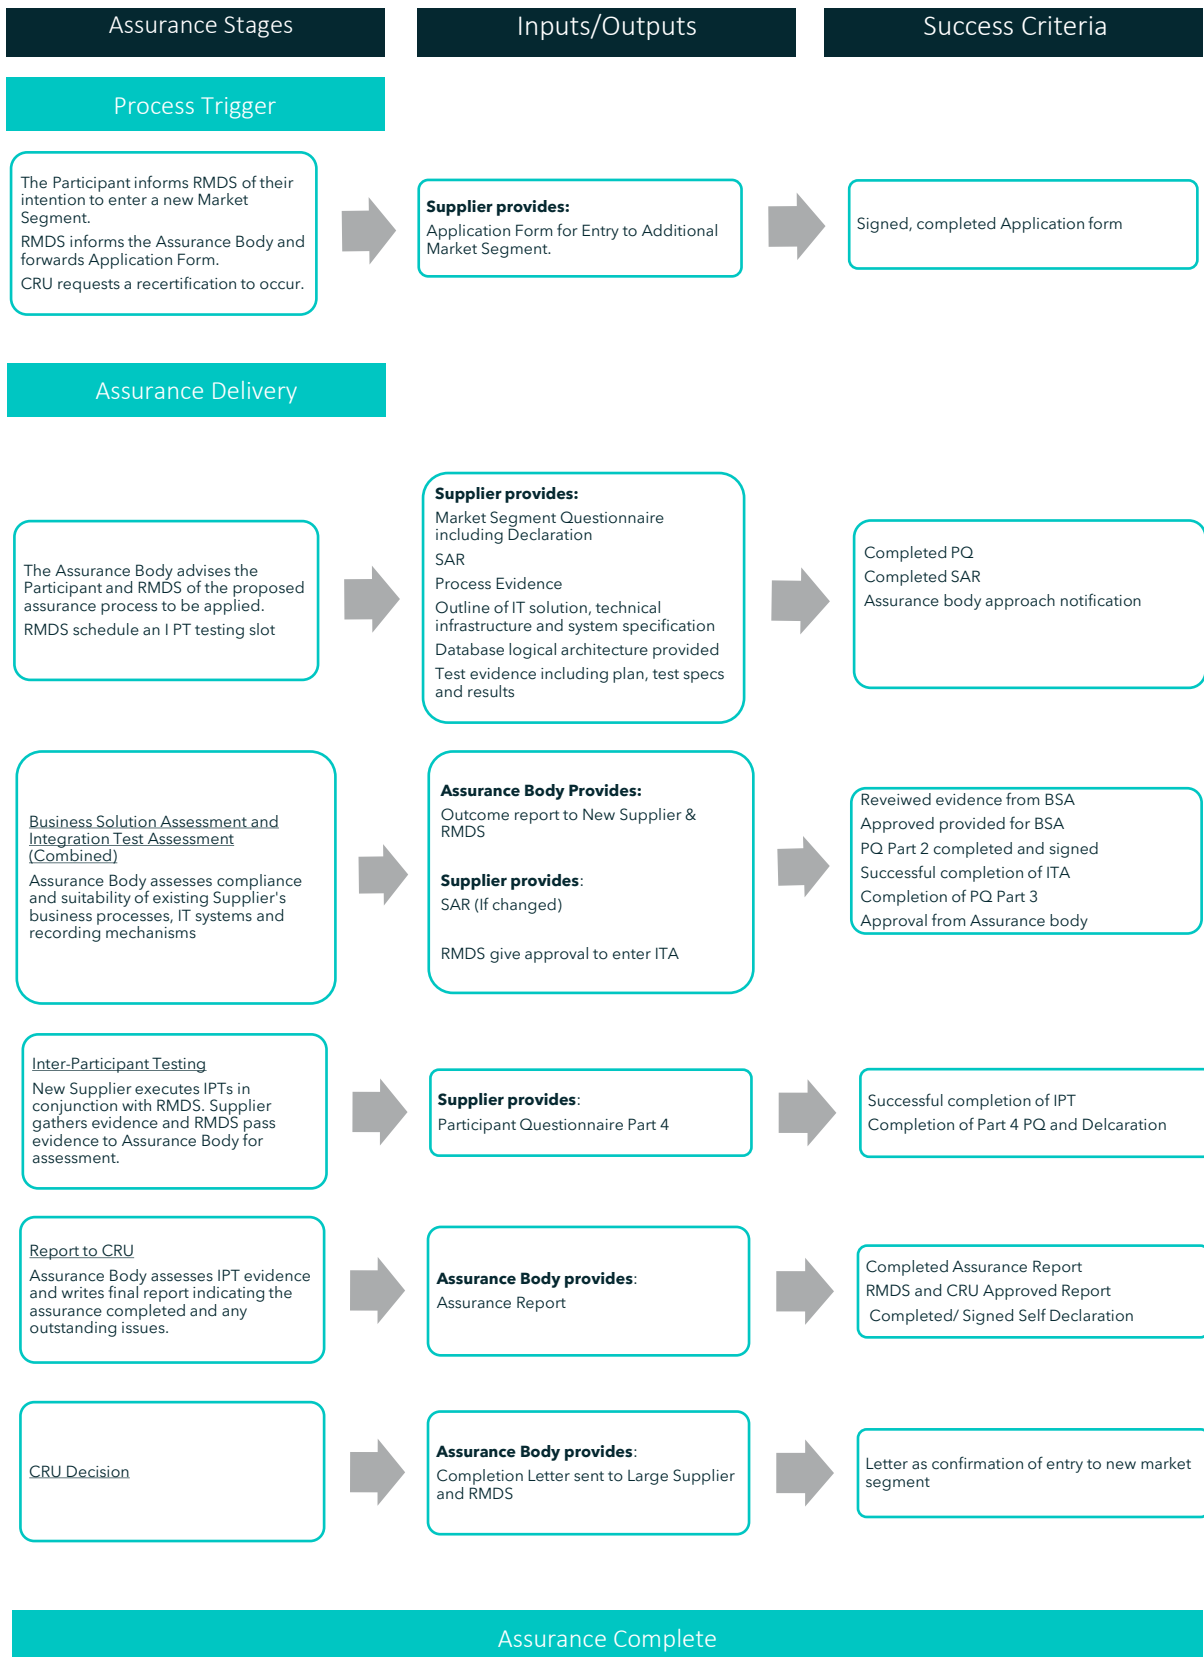 Assurance Stages
Inputs/Outputs
Success Criteria
Process Trigger
The Participant informs RMDS of their
intention to enter a new Market
Segment.
RMDS informs the Assurance Body and
forwards Application Form.
CRU requests a recertification to occur.
Supplier provides:
Application Form for Entry to Additional
Market Segment.
Signed, completed Application form
Assurance Delivery
The Assurance Body advises the
Participant and RMDS of the proposed
assurance process to be applied.
RMDS schedule an I PT testing slot
Supplier provides:
Market Segment Questionnaire
including Declaration
SAR
Process Evidence
Outline of IT solution, technical
infrastructure and system specification
Database logical architecture provided
Test evidence including plan, test specs
and results
Completed PQ
Completed SAR
Assurance body approach notification
Business Solution Assessment and
Integration Test Assessment
(Combined)
Assurance Body assesses compliance
and suitability of existing Supplier's
business processes, IT systems and
recording mechanisms
Assurance Body Provides:
Outcome report to New Supplier &
RMDS
Supplier provides:
SAR (If changed)
RMDS give approval to enter ITA
Reveiwed evidence from BSA
Approved provided for BSA
PQ Part 2 completed and signed
Successful completion of ITA
Completion of PQ Part 3
Approval from Assurance body
Inter-Participant Testing
New Supplier executes IPTs in
conjunction with RMDS. Supplier
gathers evidence and RMDS pass
evidence to Assurance Body for
assessment.
Supplier provides:
Participant Questionnaire Part 4
Successful completion of IPT
Completion of Part 4 PQ and Delcaration
Report to CRU
Assurance Body assesses IPT evidence
and writes final report indicating the
assurance completed and any
outstanding issues.
Assurance Body provides:
Assurance Report
Completed Assurance Report
RMDS and CRU Approved Report
Completed/ Signed Self Declaration
CRU Decision
Assurance Body provides:
Completion Letter sent to Large Supplier
and RMDS
Letter as confirmation of entry to new market
segment
Assurance Complete